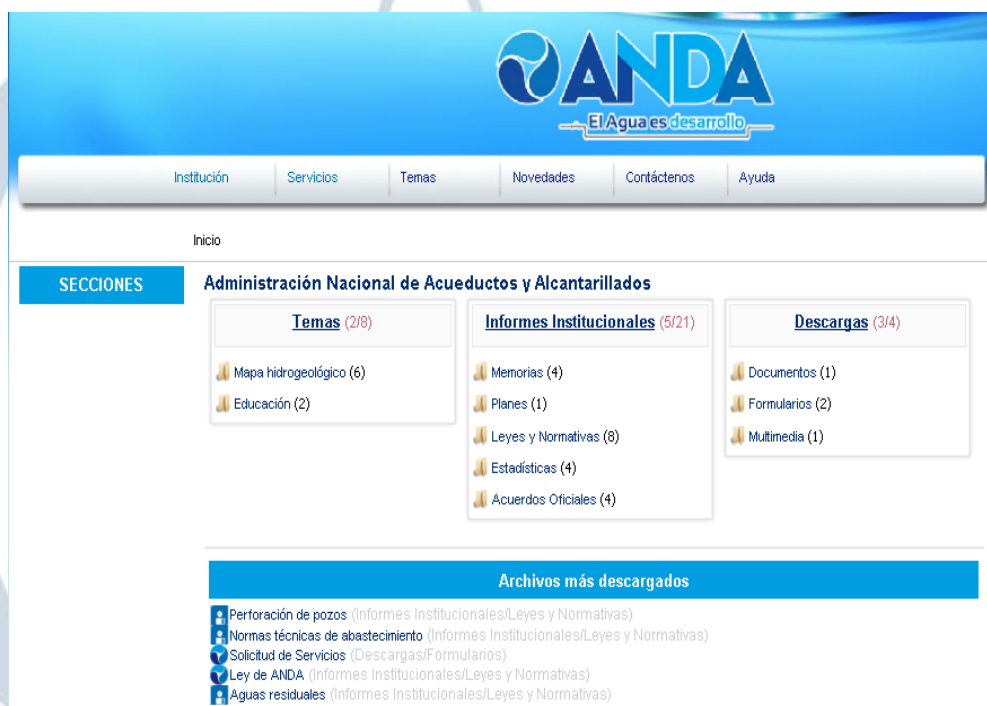 ANDA
El Agua es desarrollo
Institución Servicios Temas Novedades Contáctenos Ayuda
Inicio
SECCIONES
Administración Nacional de Acueductos y Alcantarillados
Temas (2/8)
Mapa hidrogeológico (6)
Educación (2)
Informes Institucionales (5/21)
Memorias (4)
Planes (1)
Leyes y Normativas (8)
Estadísticas (4)
Acuerdos Oficiales (4)
Descargas (3/4)
Documentos (1)
Formularios (2)
Multimedia (1)
Archivos más descargados
Perforación de pozos (Informes Institucionales/Leyes y Normativas)
Normas técnicas de abastecimiento (Informes Institucionales/Leyes y Normativas)
Solicitud de Servicios (Descargas/Formularios)
Ley de ANDA (Informes Institucionales/Leyes y Normativas)
Aguas residuales (Informes Institucionales/Leyes y Normativas)